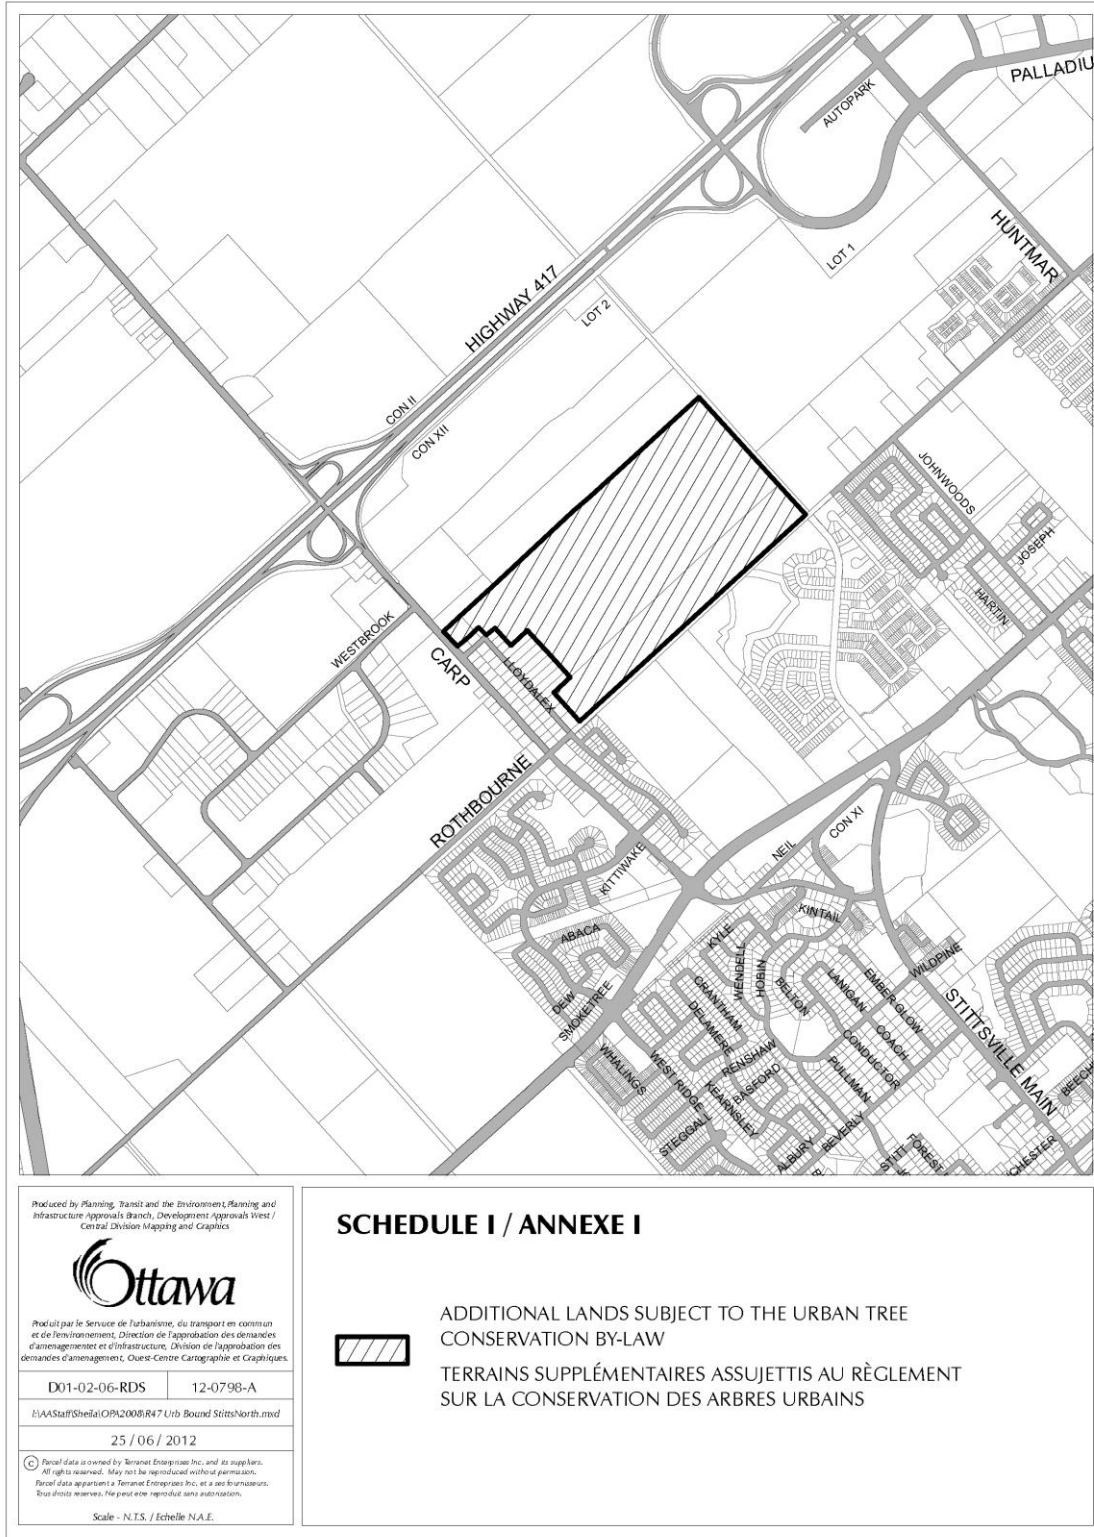 PALLADIU
AUTOPARK
HUNTMAR
LOT 1
HIGHWAY 417
LOT 2
CON II
CON XII
JOHNWOODS
JOSEPH
HARTIN
WESTBROOK
CARP
LLOYDALEX
ROTHBOURNE
KITTIWAKE
NEIL
CON XI
KINTAIL
ABACA
KYLE
WENDELL
HOBIN
BELTON
WILDPINE
LANIGAN
EMBER GLOW
DEW
SMOKETREE
CRANTHAM
DELAMERE
COACH
CONDUCTOR
STITTSVILLE MAIN
WHALINGS
WEST RIDGE
RENSHAW
BASFORD
PULLMAN
KEARNSLEY
BEECH
STEGGALL
ALBURY
BEVERLY
STITT
FOREST
CHESTER
Produced by Planning, Transit and the Environment,Planning and
Infrastructure Approvals Branch, Development Approvals West /
Central Division Mapping and Graphics
Ottawa
Produit par le Servuce de l'urbanisme, du transport en commun
et de l'environnement, Direction de l'approbation des demandes
d'amenagementet et d'infrastructure, Division de l'approbation des
demandes d'amenagement, Ouest-Centre Cartographie et Graphiques.
D01-02-06-RDS
12-0798-A
I:\AAStaff\Sheila\OPA2008\R47 Urb Bound StittsNorth.mxd
25 / 06 / 2012
© Parcel data is owned by Teranet Enterprises Inc. and its suppliers.
All rights reserved. May not be reproduced without permission.
Parcel data appartient a Teranet Entreprises Inc. et a ses fournisseurs.
Tous droits reserves. Ne peut etre reproduit sans autorisation.
Scale - N.T.S. / Echelle N.A.E.
SCHEDULE I / ANNEXE I
ADDITIONAL LANDS SUBJECT TO THE URBAN TREE
CONSERVATION BY-LAW
TERRAINS SUPPLÉMENTAIRES ASSUJETTIS AU RÈGLEMENT
SUR LA CONSERVATION DES ARBRES URBAINS